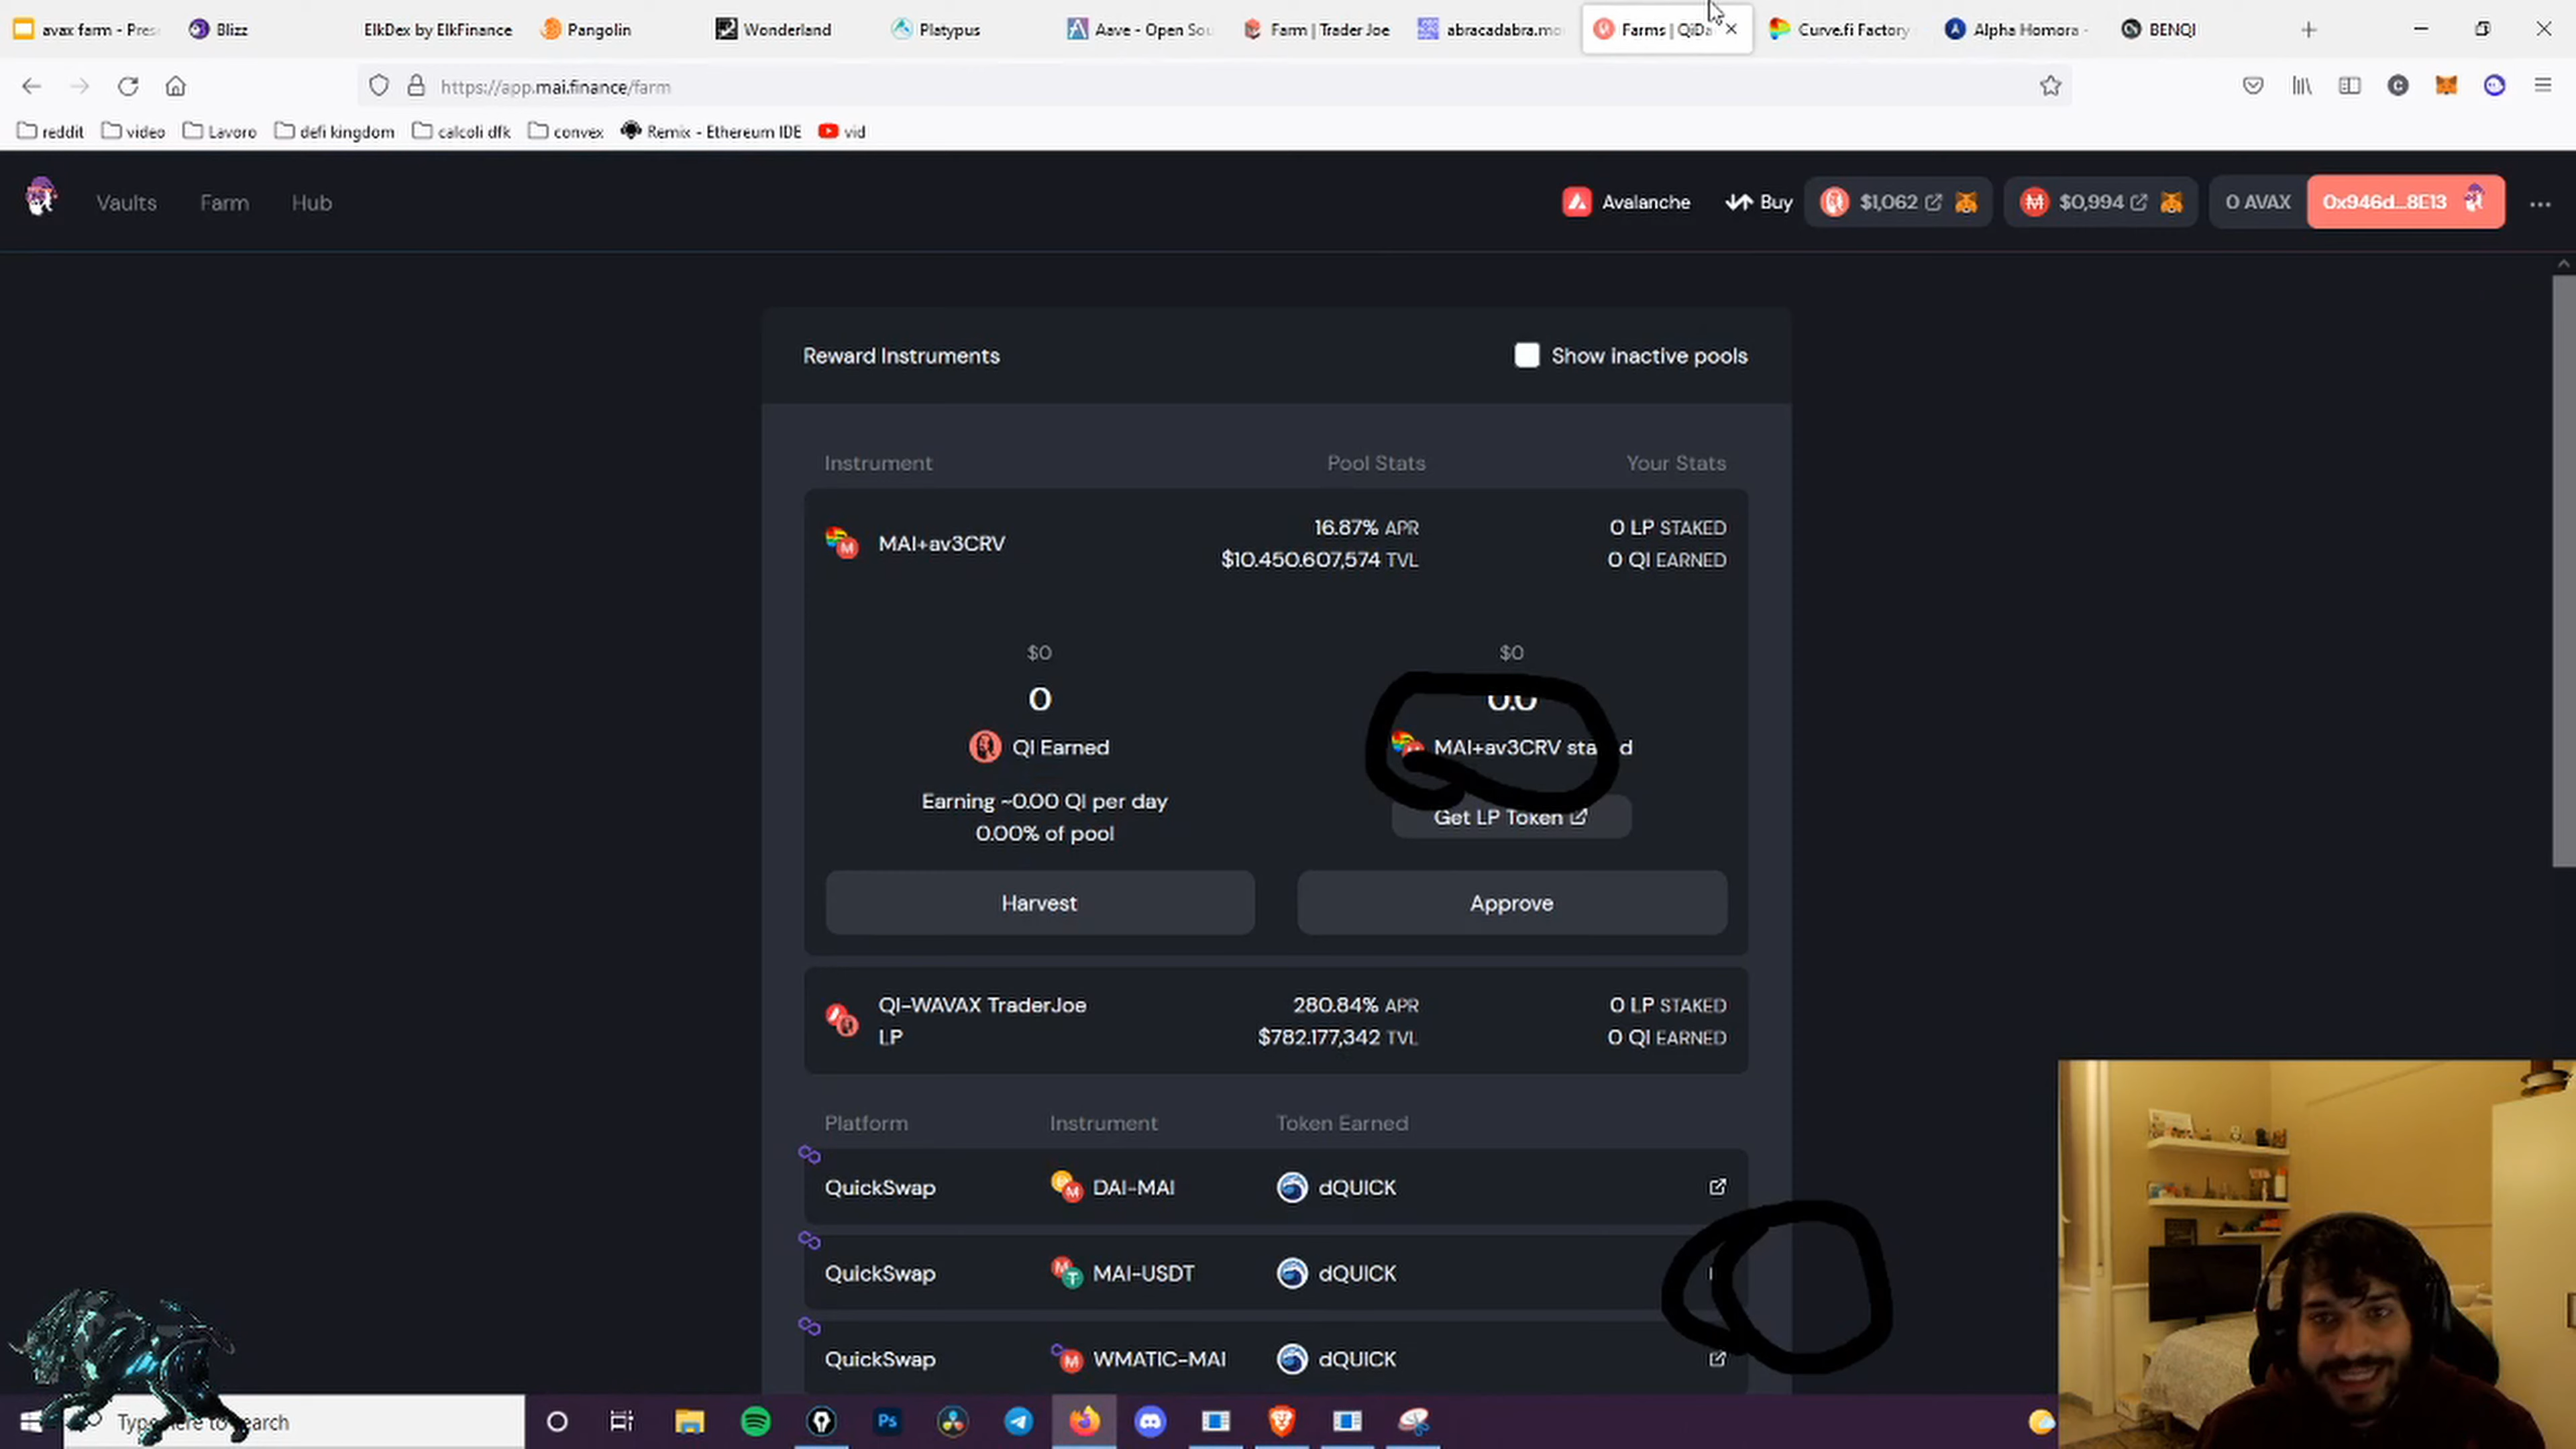 avax farm - Pres
Blizz
ElkDex by ElkFinance
Pangolin
Wonderland
Platypus
Aave - Open Sou
Farm | Trader Joe
abracadabra.mo
Farms | QiDa
Curve.fi Factory
Alpha Homora -
BENQI
https://app.mai.finance/farm
reddit
video
Lavoro
defi kingdom
calcoli dfk
convex
Remix - Ethereum IDE
vid
Vaults
Farm
Hub
Avalanche
Buy
$1,062
$0,994
0 AVAX
0x946d...8E13
Reward Instruments
Show inactive pools
Instrument
Pool Stats
Your Stats
MAI+av3CRV
16.87% APR
$10.450.607,574 TVL
0 LP STAKED
0 QI EARNED
$0
0
QI Earned
Earning ~0.00 QI per day
0.00% of pool
$0
0.0
MAI+av3CRV
Get LP Token
Harvest
Approve
QI-WAVAX TraderJoe
LP
280.84% APR
$782.177,342 TVL
0 LP STAKED
0 QI EARNED
Platform
Instrument
Token Earned
QuickSwap
DAI-MAI
dQUICK
QuickSwap
MAI-USDT
dQUICK
QuickSwap
WMATIC-MAI
dQUICK
search